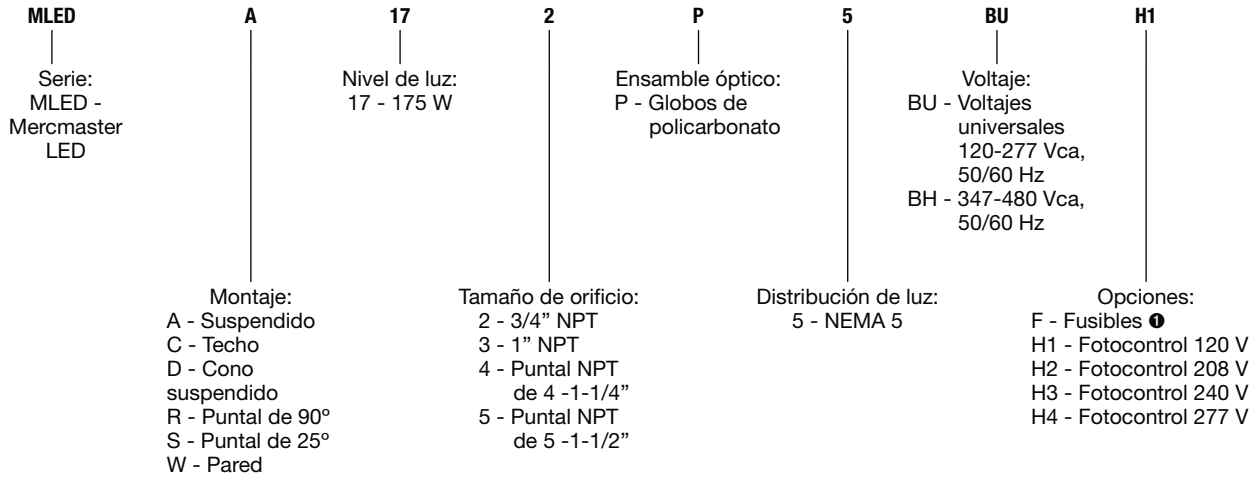 MLED A 17 2 P 5 BU H1
Serie:
MLED -
Mercmaster
LED
Nivel de luz:
17 - 175 W
Ensamble óptico:
P - Globos de
policarbonato
Voltaje:
BU - Voltajes
universales
120-277 Vca,
50/60 Hz
BH - 347-480 Vca,
50/60 Hz
Montaje:
A - Suspendido
C - Techo
D - Cono
suspendido
R - Puntal de 90º
S - Puntal de 25º
W - Pared
Tamaño de orificio:
2 - 3/4” NPT
3 - 1” NPT
4 - Puntal NPT
de 4 -1-1/4”
5 - Puntal NPT
de 5 -1-1/2”
Distribución de luz:
5 - NEMA 5
Opciones:
F - Fusibles ❶
H1 - Fotocontrol 120 V
H2 - Fotocontrol 208 V
H3 - Fotocontrol 240 V
H4 - Fotocontrol 277 V